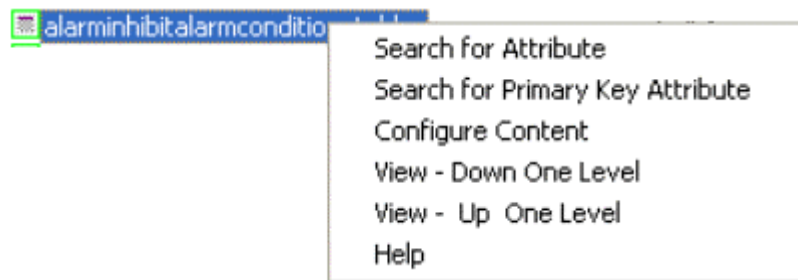 alarminhibitalarmconditio
Search for Attribute
Search for Primary Key Attribute
Configure Content
View - Down One Level
View - Up One Level
Help